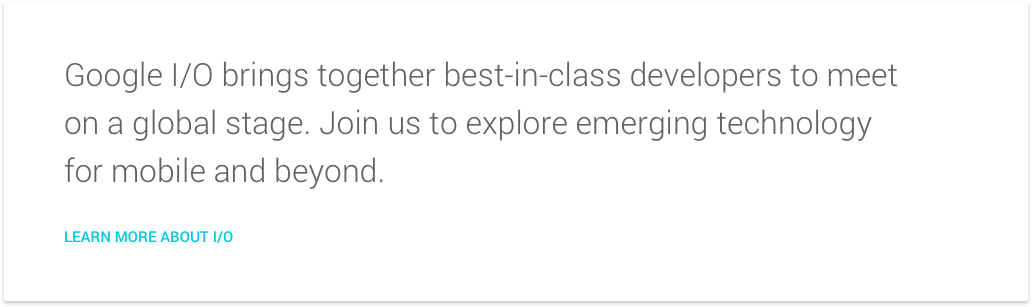 Google I/O brings together best-in-class developers to meet
on a global stage. Join us to explore emerging technology
for mobile and beyond.
LEARN MORE ABOUT I/O